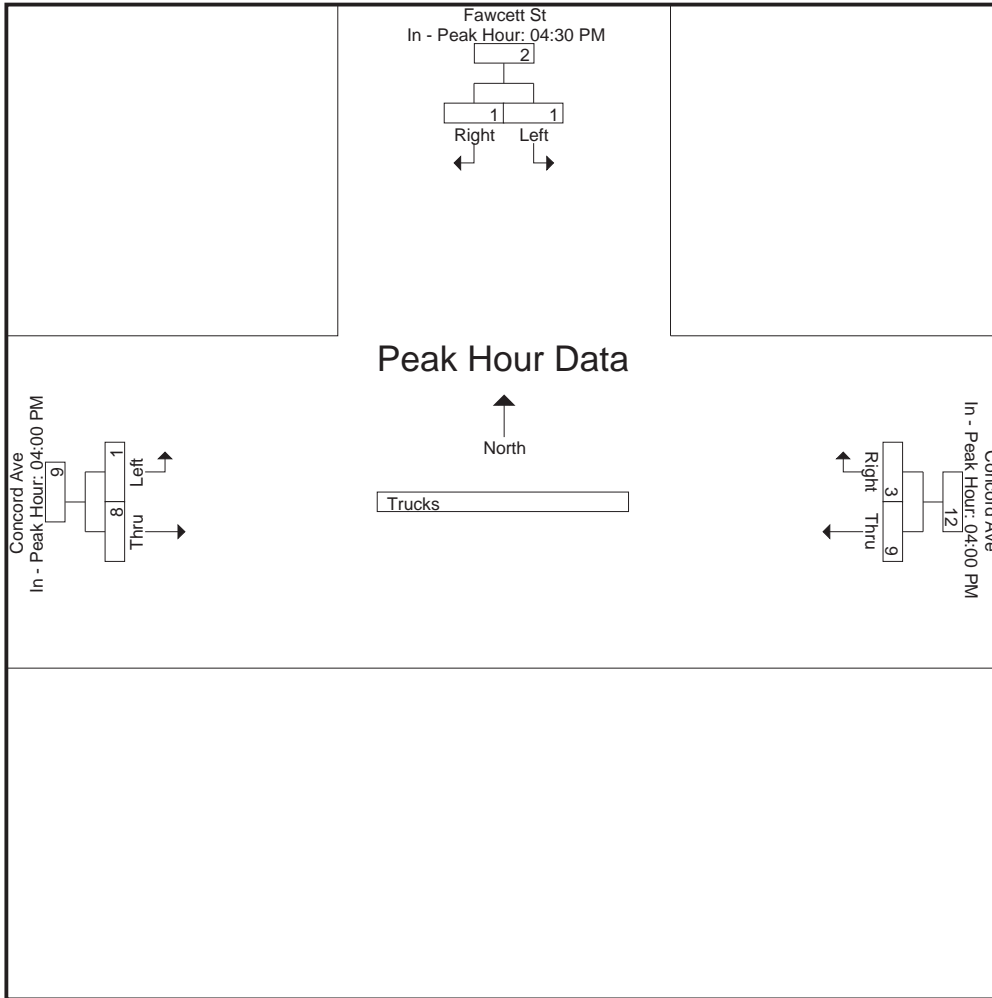 Fawcett St
In - Peak Hour: 04:30 PM
2
1 1
Right Left
Peak Hour Data
North
Trucks
Concord Ave
In - Peak Hour: 04:00 PM
9
1 8
Left Thru
Concord Ave
In - Peak Hour: 04:00 PM
12
3 9
Right Thru